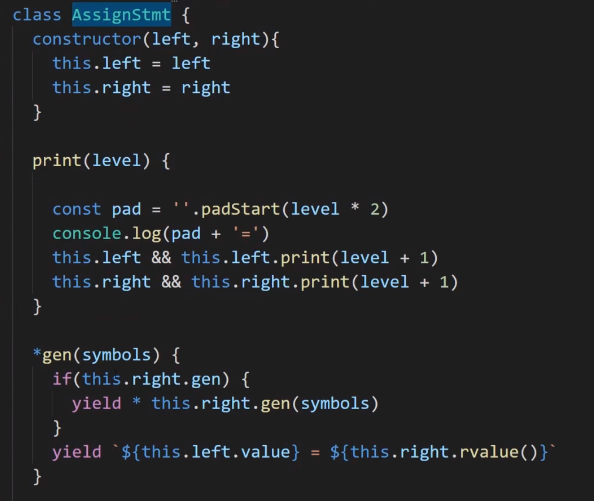 class AssignStmt {
  constructor(left, right){
    this.left = left
    this.right = right
  }
  print(level) {
    const pad = ''.padStart(level * 2)
    console.log(pad + '=')
    this.left && this.left.print(level + 1)
    this.right && this.right.print(level + 1)
  }
  *gen(symbols) {
    if(this.right.gen) {
      yield * this.right.gen(symbols)
    }
    yield `${this.left.value} = ${this.right.rvalue()}`
  }